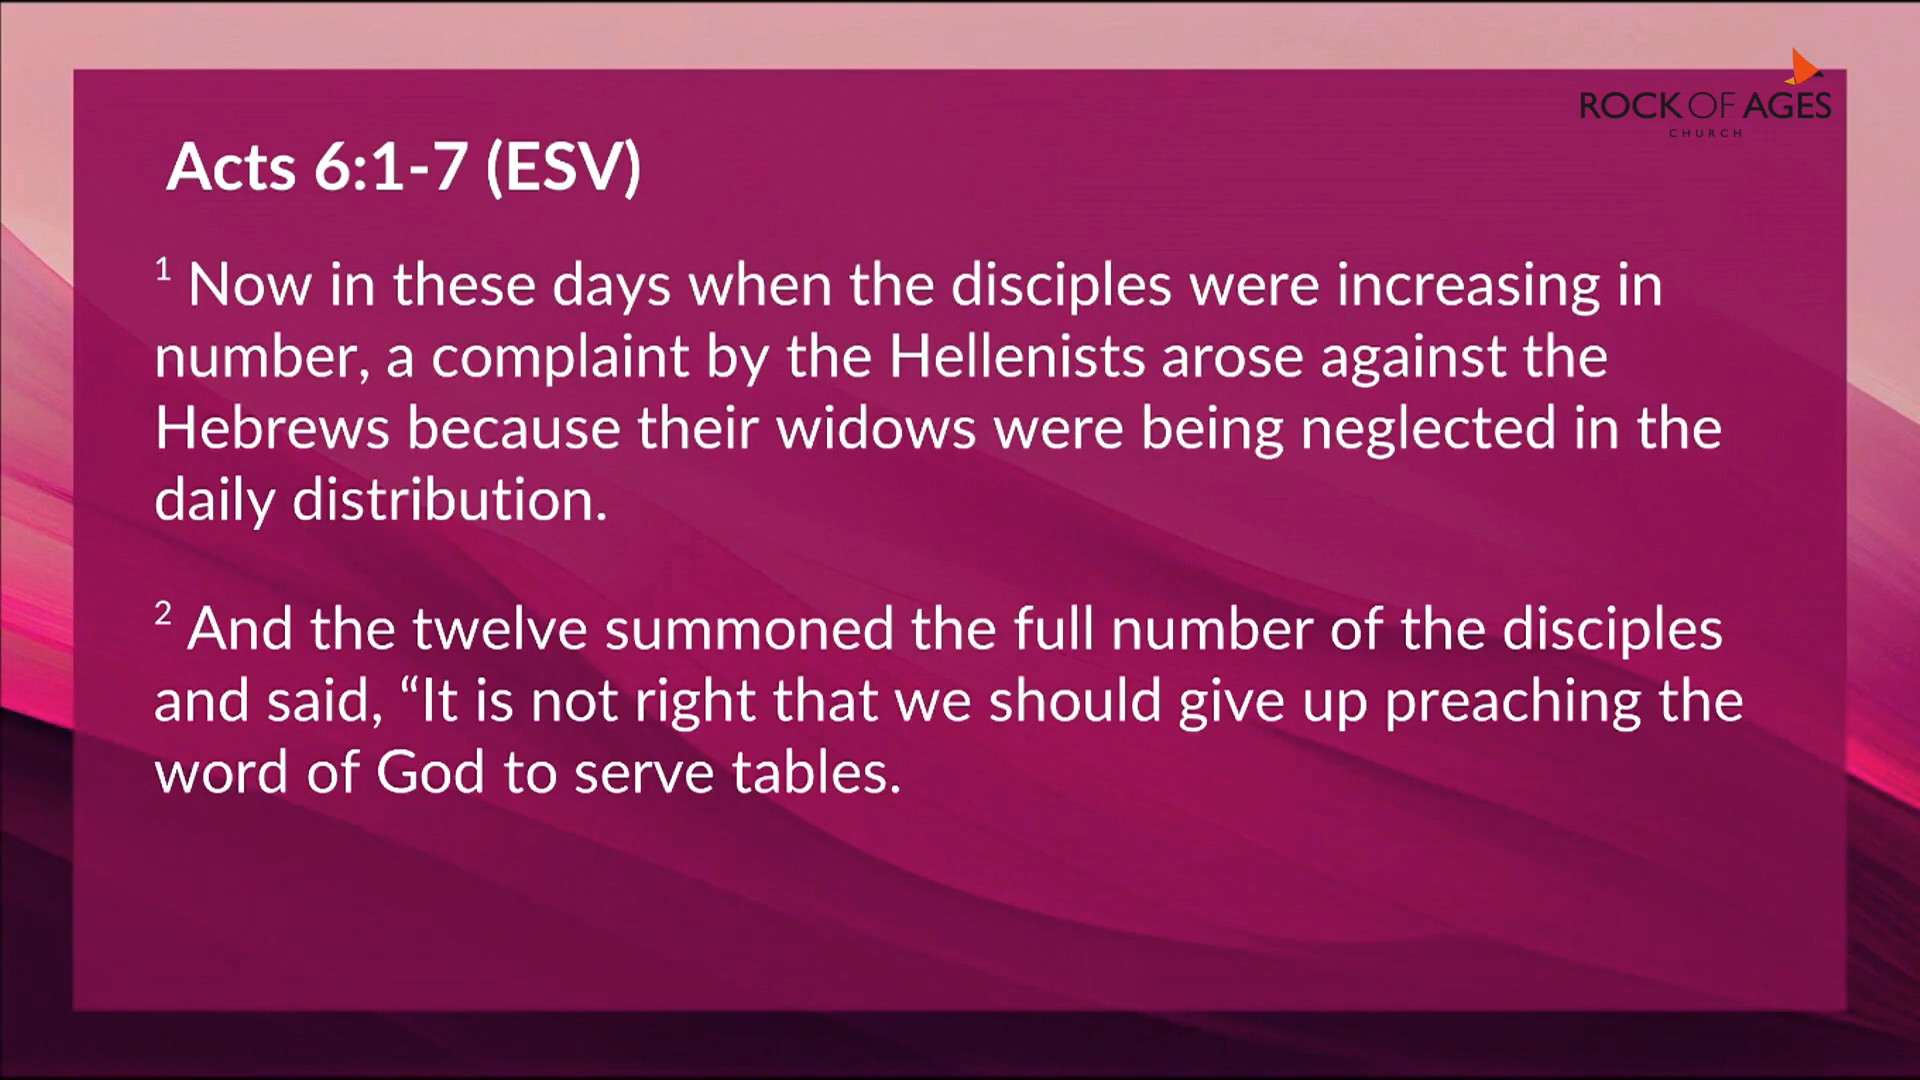 ROCK OF AGES
CHURCH
Acts 6:1-7 (ESV)
1 Now in these days when the disciples were increasing in
number, a complaint by the Hellenists arose against the
Hebrews because their widows were being neglected in the
daily distribution.
2 And the twelve summoned the full number of the disciples
and said, “It is not right that we should give up preaching the
word of God to serve tables.